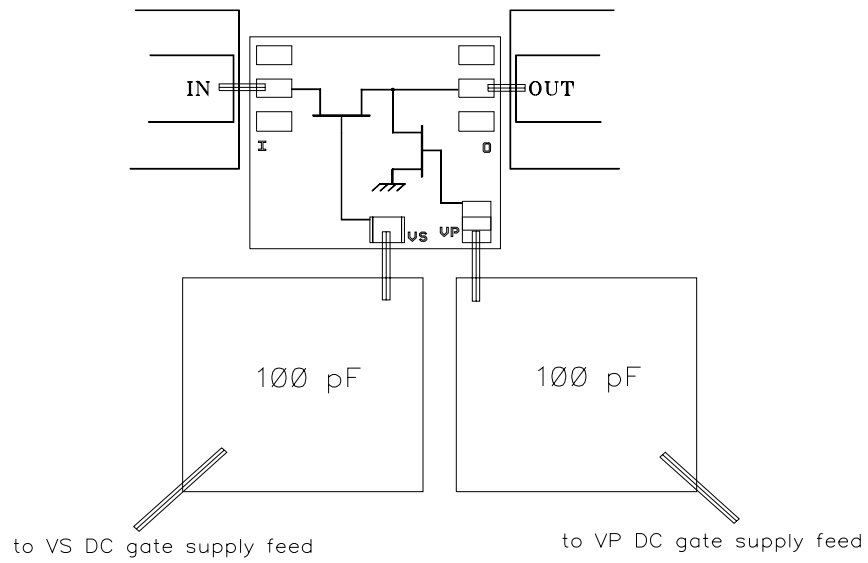 IN
OUT
I
O
VS
VP
100 pF
100 pF
to VS DC gate supply feed
to VP DC gate supply feed